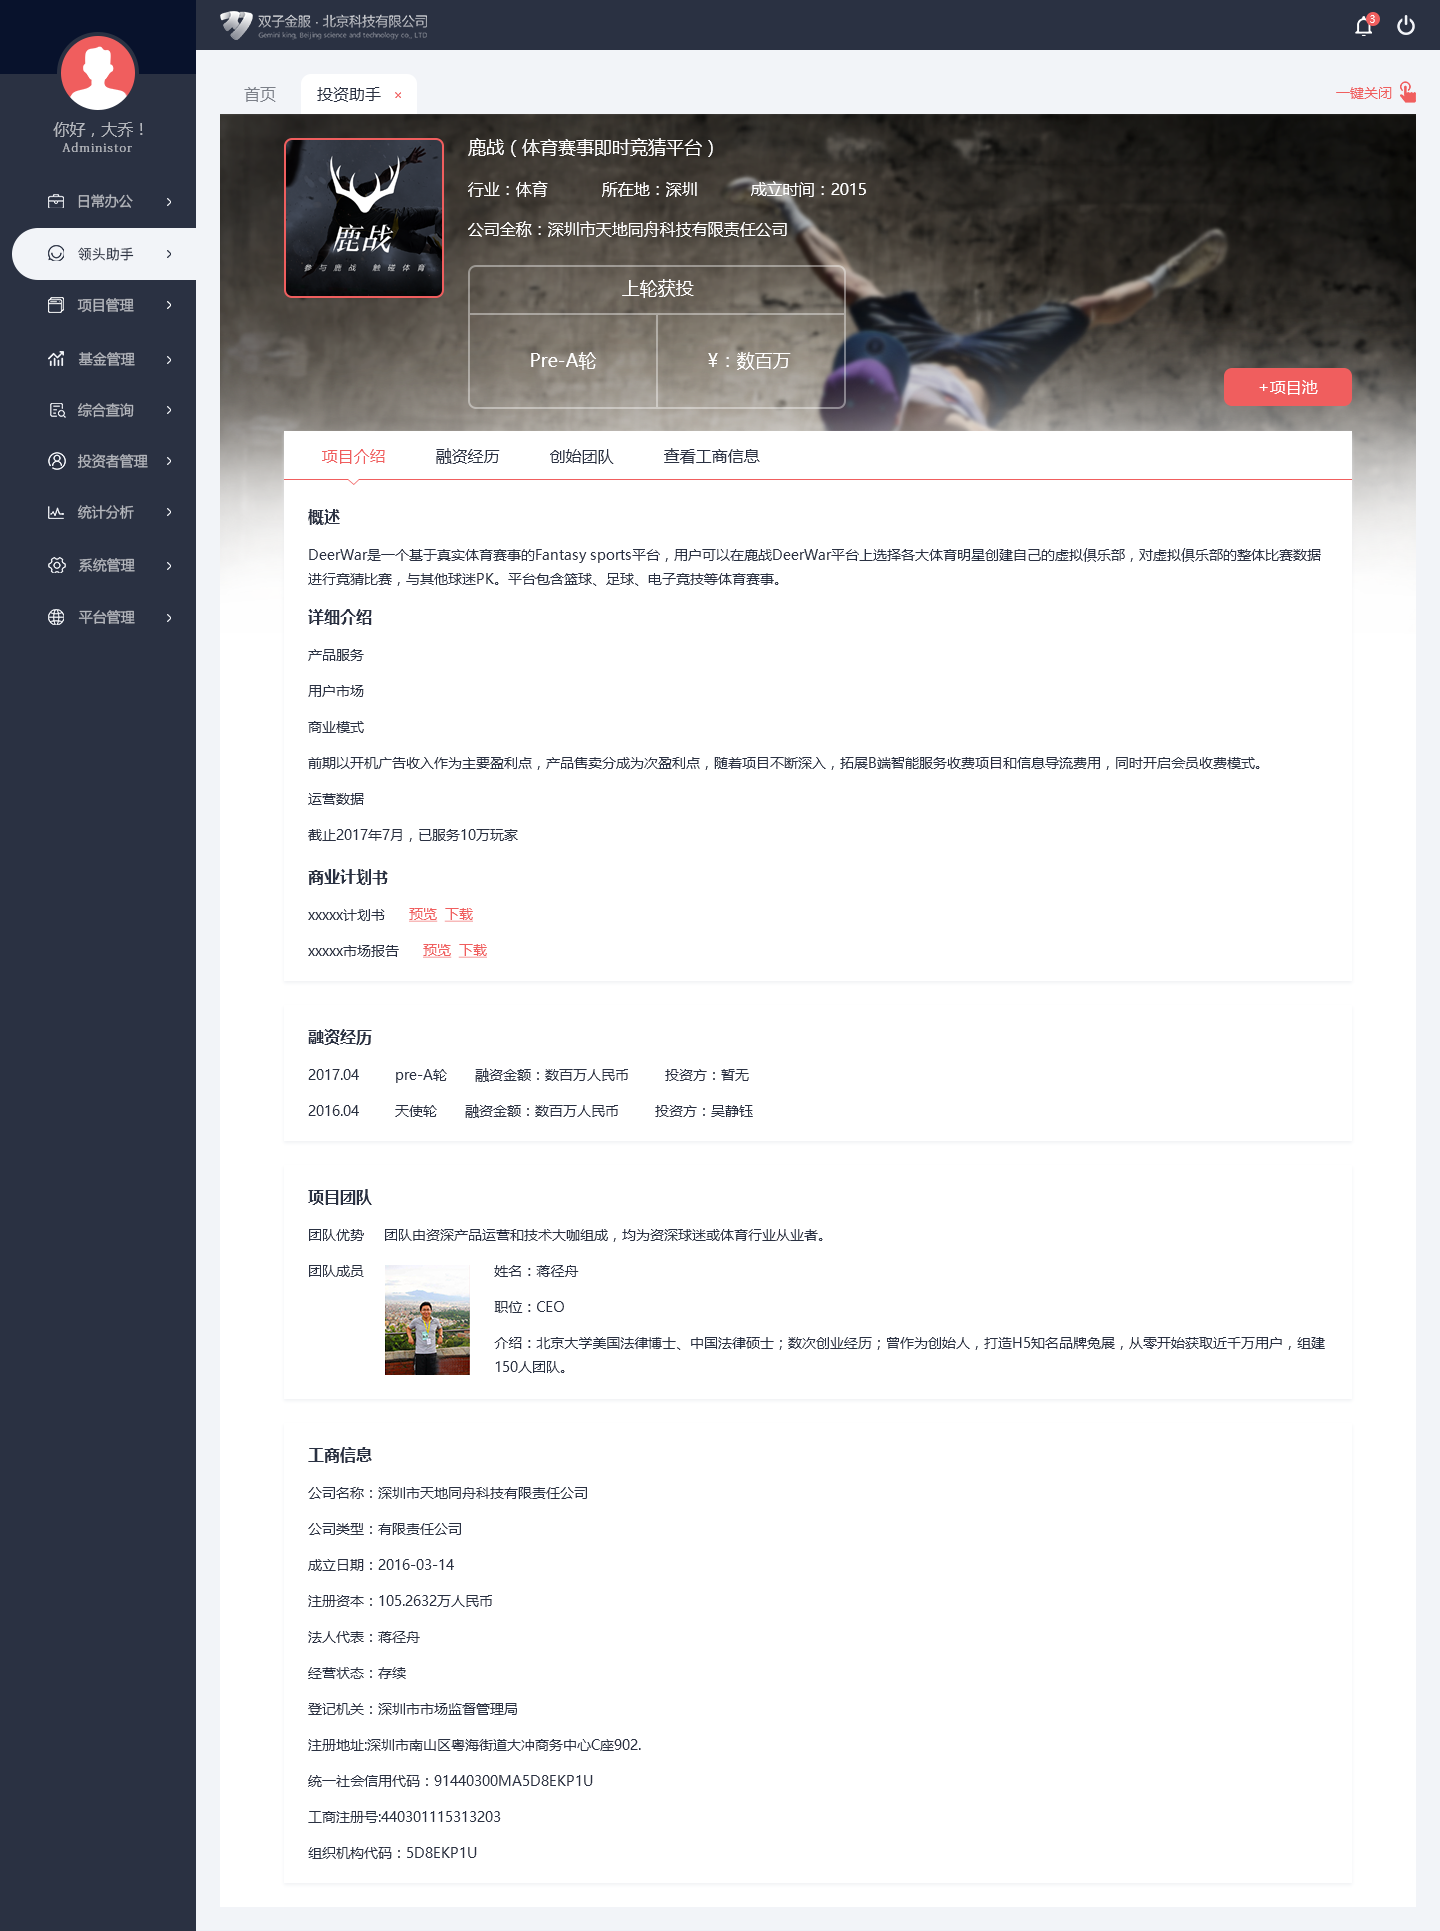 双子金服 · 北京科技有限公司
Gemini king, Beijing science and technology co., LTD
3
你好，大乔！
Administor
日常办公
领头助手
项目管理
基金管理
综合查询
投资者管理
统计分析
系统管理
平台管理
首页
投资助手 ×
一键关闭
鹿战
参与鹿战 触碰体育
鹿战（体育赛事即时竞猜平台）
行业：体育 所在地：深圳 成立时间：2015
公司全称：深圳市天地同舟科技有限责任公司
上轮获投
Pre-A轮 ¥：数百万
+项目池
项目介绍 融资经历 创始团队 查看工商信息
概述
DeerWar是一个基于真实体育赛事的Fantasy sports平台，用户可以在鹿战DeerWar平台上选择各大体育明星创建自己的虚拟俱乐部，对虚拟俱乐部的整体比赛数据
进行竞猜比赛，与其他球迷PK。平台包含篮球、足球、电子竞技等体育赛事。
详细介绍
产品服务
用户市场
商业模式
前期以开机广告收入作为主要盈利点，产品售卖分成为次盈利点，随着项目不断深入，拓展B端智能服务收费项目和信息导流费用，同时开启会员收费模式。
运营数据
截止2017年7月，已服务10万玩家
商业计划书
xxxxx计划书 预览 下载
xxxxx市场报告 预览 下载
融资经历
2017.04 pre-A轮 融资金额：数百万人民币 投资方：暂无
2016.04 天使轮 融资金额：数百万人民币 投资方：吴静钰
项目团队
团队优势 团队由资深产品运营和技术大咖组成，均为资深球迷或体育行业从业者。
团队成员 姓名：蒋径舟
职位：CEO
介绍：北京大学美国法律博士、中国法律硕士；数次创业经历；曾作为创始人，打造H5知名品牌兔展，从零开始获取近千万用户，组建
150人团队。
工商信息
公司名称：深圳市天地同舟科技有限责任公司
公司类型：有限责任公司
成立日期：2016-03-14
注册资本：105.2632万人民币
法人代表：蒋径舟
经营状态：存续
登记机关：深圳市市场监督管理局
注册地址:深圳市南山区粤海街道大冲商务中心C座902.
统一社会信用代码：91440300MA5D8EKP1U
工商注册号:440301115313203
组织机构代码：5D8EKP1U